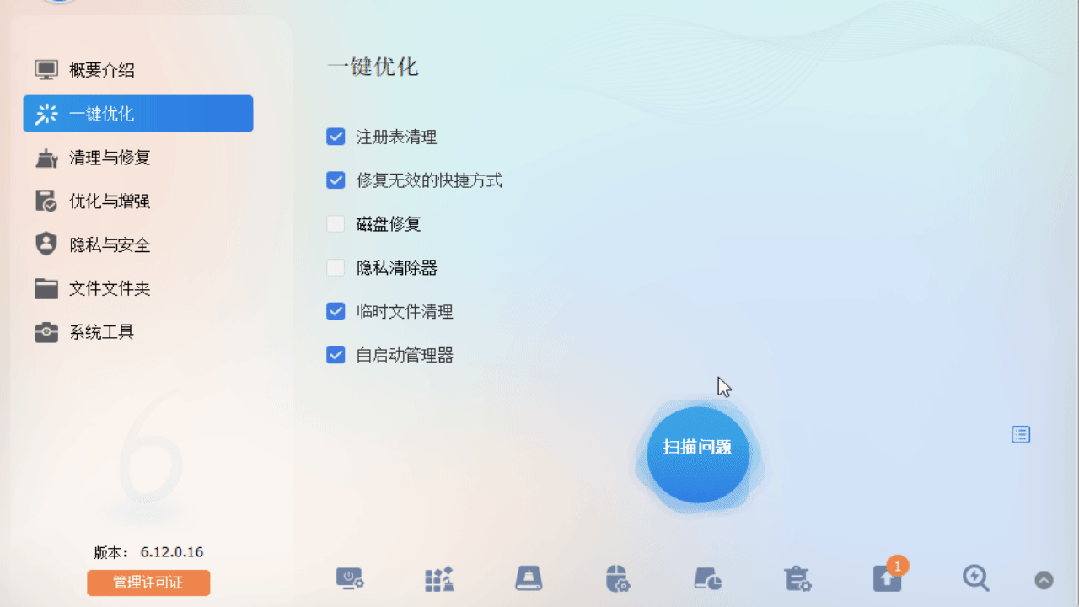 概要介绍
一键优化
清理与修复
优化与增强
隐私与安全
文件文件夹
系统工具
6
版本： 6.12.0.16
管理许可证
一键优化
注册表清理
修复无效的快捷方式
磁盘修复
隐私清除器
临时文件清理
自启动管理器
扫描问题
1